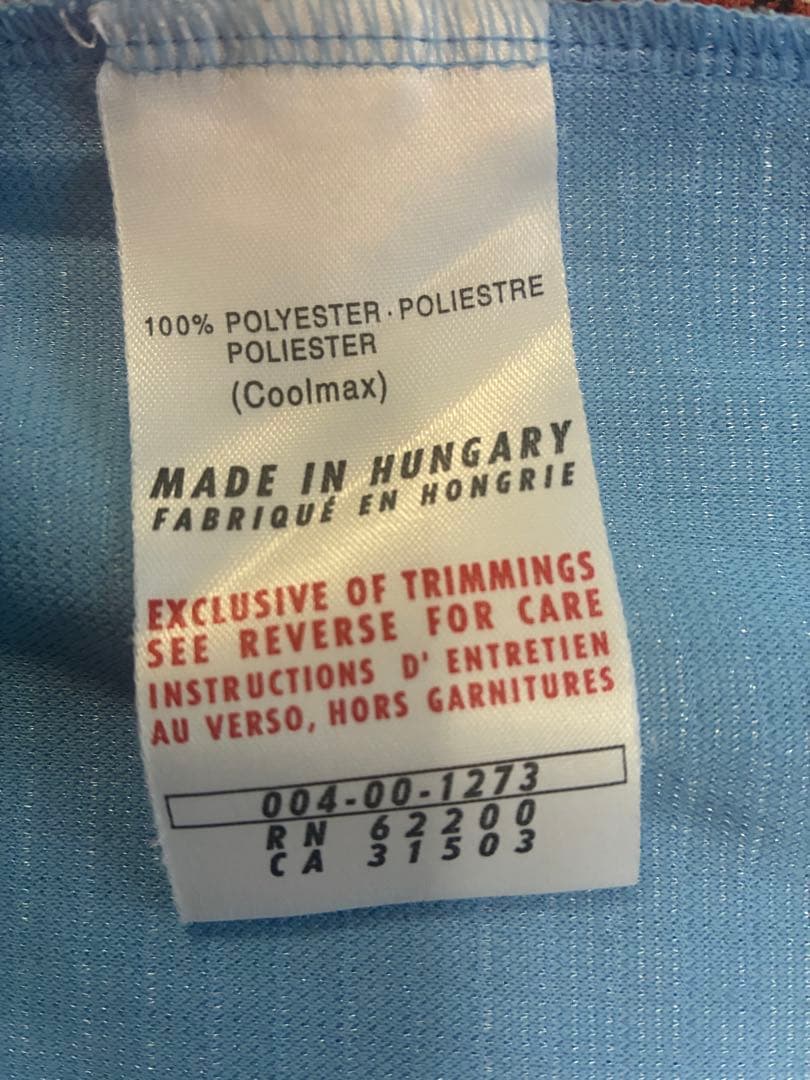 100% POLYESTER · POLIESTRE
POLIESTER
(Coolmax)
MADE IN HUNGARY
FABRIQUÉ EN HONGRIE
EXCLUSIVE OF TRIMMINGS
SEE REVERSE FOR CARE
INSTRUCTIONS D' ENTRETIEN
AU VERSO, HORS GARNITURES
004-00-1273
RN 62200
CA 31503